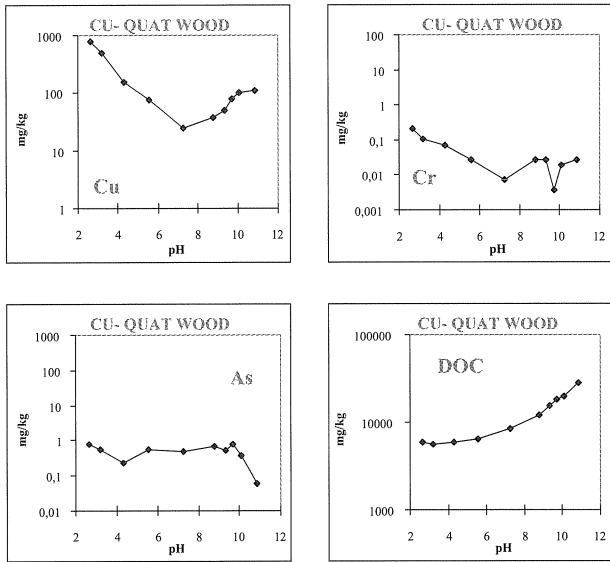 CU- QUAT WOOD
1000
100
10
1
mg/kg
Cu
2 4 6 8 10 12
pH
CU- QUAT WOOD
100
10
1
0,1
0,01
0,001
mg/kg
Cr
2 4 6 8 10 12
pH
CU- QUAT WOOD
1000
100
10
1
0,1
0,01
mg/kg
As
2 4 6 8 10 12
pH
CU- QUAT WOOD
100000
10000
1000
mg/kg
DOC
2 4 6 8 10 12
pH